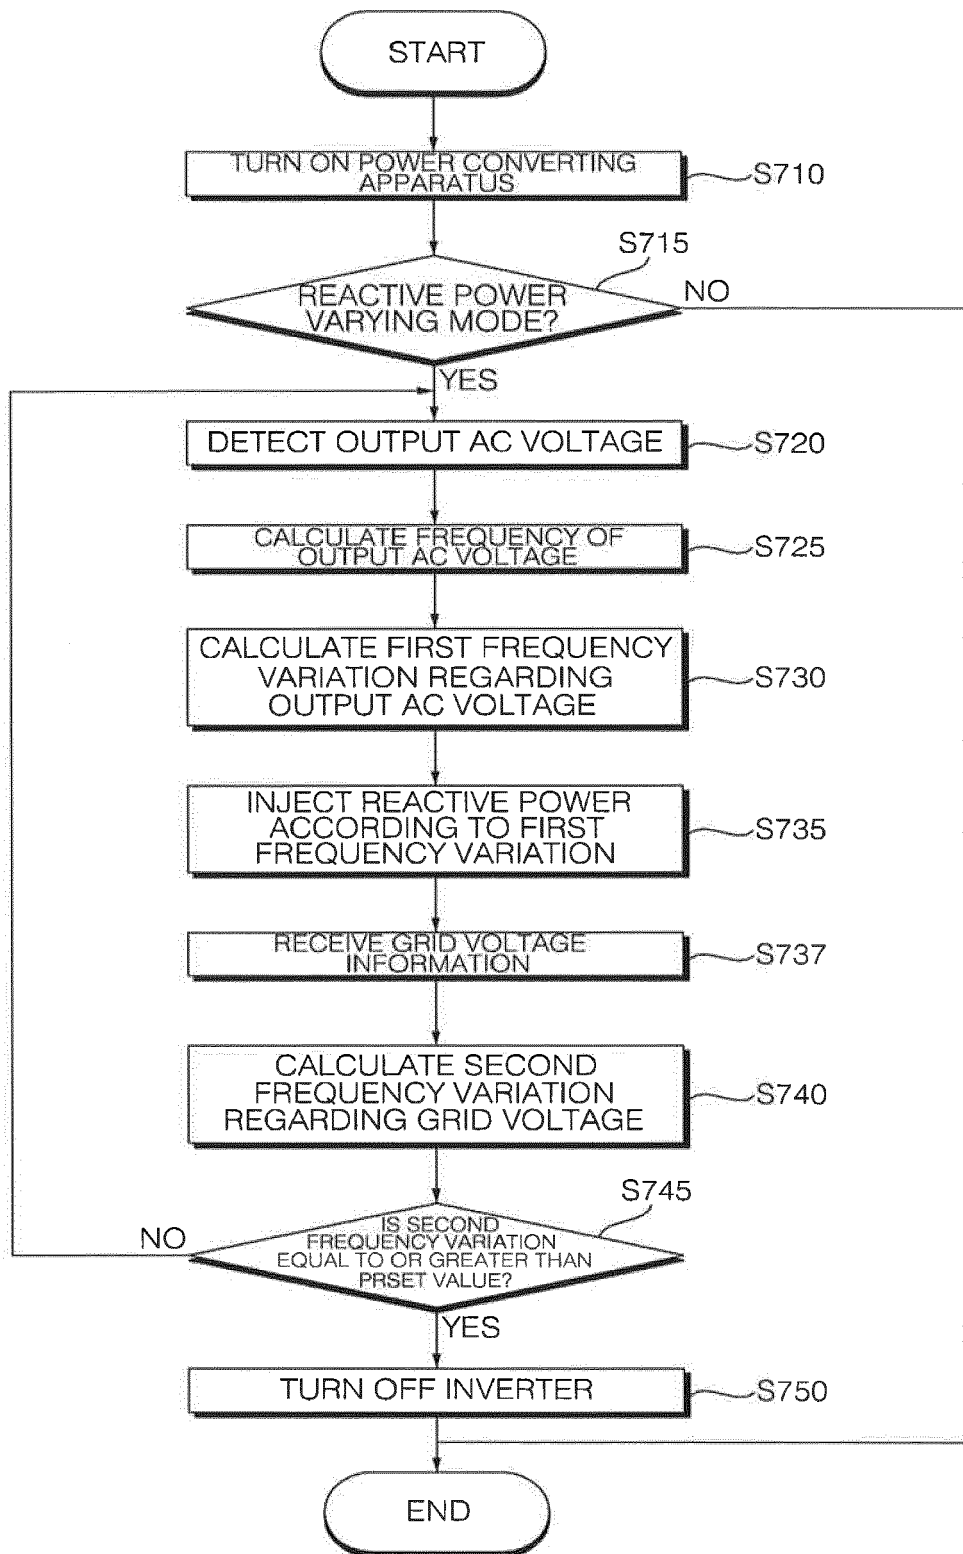 START
TURN ON POWER CONVERTING
APPARATUS
S710
S715
REACTIVE POWER
VARYING MODE?
NO
YES
DETECT OUTPUT AC VOLTAGE
S720
CALCULATE FREQUENCY OF
OUTPUT AC VOLTAGE
S725
CALCULATE FIRST FREQUENCY
VARIATION REGARDING
OUTPUT AC VOLTAGE
S730
INJECT REACTIVE POWER
ACCORDING TO FIRST
FREQUENCY VARIATION
S735
RECEIVE GRID VOLTAGE
INFORMATION
S737
CALCULATE SECOND
FREQUENCY VARIATION
REGARDING GRID VOLTAGE
S740
S745
NO
IS SECOND
FREQUENCY VARIATION
EQUAL TO OR GREATER THAN
PRSET VALUE?
YES
TURN OFF INVERTER
S750
END